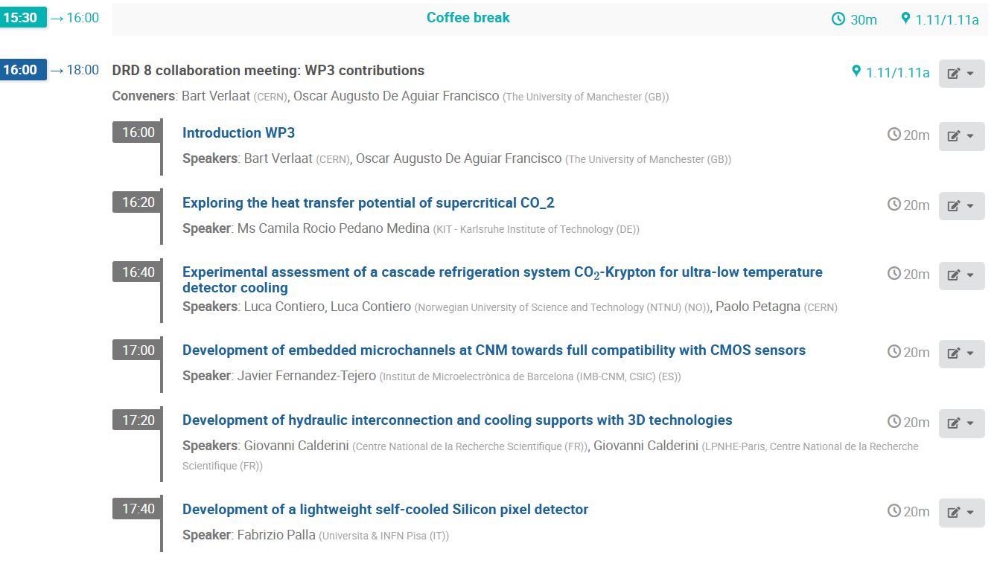 15:30 → 16:00 Coffee break 30m 1.11/1.11a
16:00 → 18:00 DRD 8 collaboration meeting: WP3 contributions 1.11/1.11a
Conveners: Bart Verlaat (CERN), Oscar Augusto De Aguiar Francisco (The University of Manchester (GB))
16:00 Introduction WP3 20m
Speakers: Bart Verlaat (CERN), Oscar Augusto De Aguiar Francisco (The University of Manchester (GB))
16:20 Exploring the heat transfer potential of supercritical CO_2 20m
Speaker: Ms Camila Rocio Pedano Medina (KIT - Karlsruhe Institute of Technology (DE))
16:40 Experimental assessment of a cascade refrigeration system CO₂-Krypton for ultra-low temperature 20m
detector cooling
Speakers: Luca Contiero, Luca Contiero (Norwegian University of Science and Technology (NTNU) (NO)), Paolo Petagna (CERN)
17:00 Development of embedded microchannels at CNM towards full compatibility with CMOS sensors 20m
Speaker: Javier Fernandez-Tejero (Institut de Microelectrònica de Barcelona (IMB-CNM, CSIC) (ES))
17:20 Development of hydraulic interconnection and cooling supports with 3D technologies 20m
Speakers: Giovanni Calderini (Centre National de la Recherche Scientifique (FR)), Giovanni Calderini (LPNHE-Paris, Centre National de la Recherche
Scientifique (FR))
17:40 Development of a lightweight self-cooled Silicon pixel detector 20m
Speaker: Fabrizio Palla (Universita & INFN Pisa (IT))